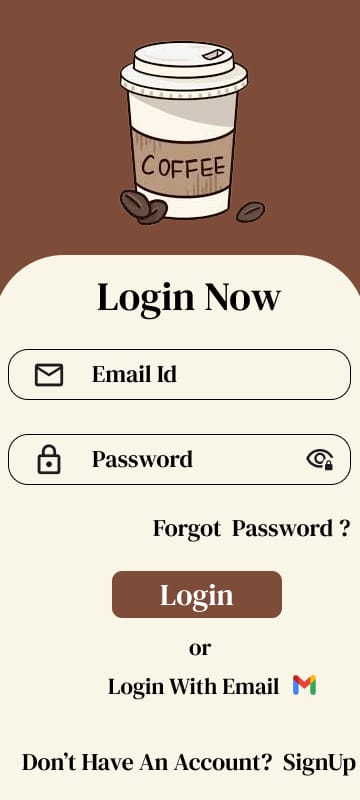 COFFEE
Login Now
Email Id
Password
Forgot Password ?
Login
or
Login With Email
Don't Have An Account? SignUp